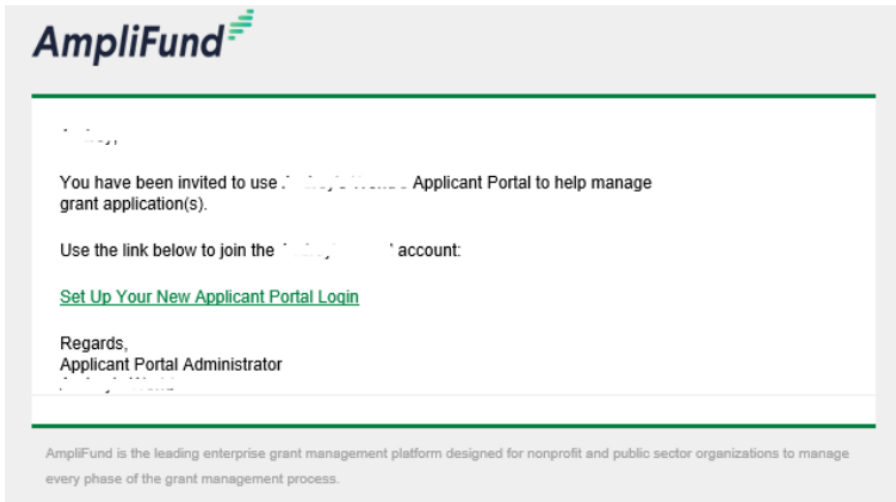 AmpliFund
You have been invited to use Applicant Portal to help manage
grant application(s).
Use the link below to join the account:
Set Up Your New Applicant Portal Login
Regards,
Applicant Portal Administrator
AmpliFund is the leading enterprise grant management platform designed for nonprofit and public sector organizations to manage
every phase of the grant management process.